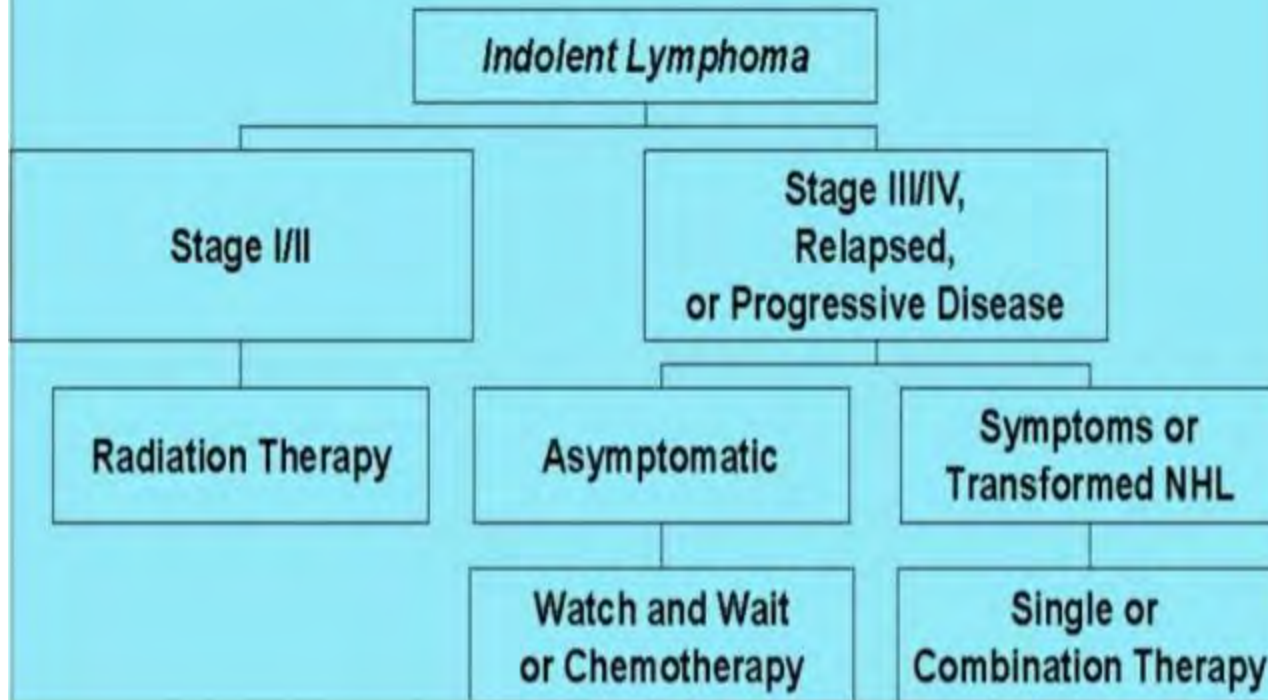 Indolent Lymphoma
Stage I/II
Stage III/IV,
Relapsed,
or Progressive Disease
Radiation Therapy
Asymptomatic
Symptoms or
Transformed NHL
Watch and Wait
or Chemotherapy
Single or
Combination Therapy